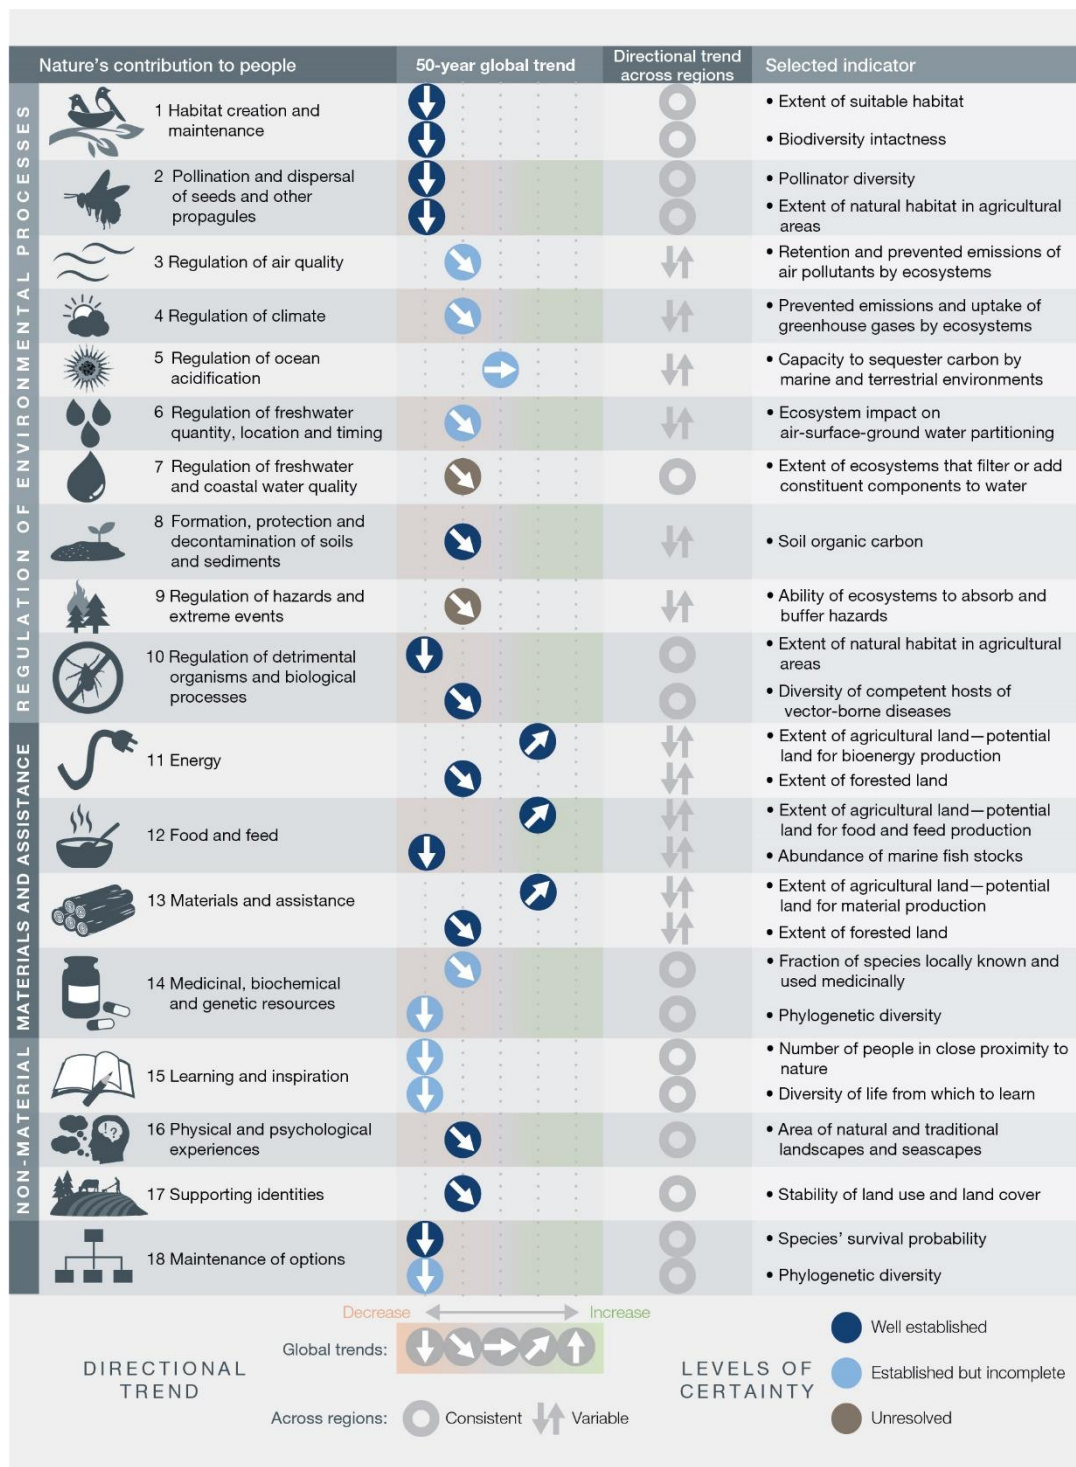 Nature's contribution to people
50-year global trend
Directional trend
across regions
Selected indicator
REGULATION OF ENVIRONMENTAL PROCESSES
1 Habitat creation and
maintenance
• Extent of suitable habitat
• Biodiversity intactness
2 Pollination and dispersal
of seeds and other
propagules
• Pollinator diversity
• Extent of natural habitat in agricultural
areas
3 Regulation of air quality
• Retention and prevented emissions of
air pollutants by ecosystems
4 Regulation of climate
• Prevented emissions and uptake of
greenhouse gases by ecosystems
5 Regulation of ocean
acidification
• Capacity to sequester carbon by
marine and terrestrial environments
6 Regulation of freshwater
quantity, location and timing
• Ecosystem impact on
air-surface-ground water partitioning
7 Regulation of freshwater
and coastal water quality
• Extent of ecosystems that filter or add
constituent components to water
8 Formation, protection and
decontamination of soils
and sediments
• Soil organic carbon
9 Regulation of hazards and
extreme events
• Ability of ecosystems to absorb and
buffer hazards
10 Regulation of detrimental
organisms and biological
processes
• Extent of natural habitat in agricultural
areas
• Diversity of competent hosts of
vector-borne diseases
MATERIALS AND ASSISTANCE
11 Energy
• Extent of agricultural land—potential
land for bioenergy production
• Extent of forested land
12 Food and feed
• Extent of agricultural land—potential
land for food and feed production
• Abundance of marine fish stocks
13 Materials and assistance
• Extent of agricultural land—potential
land for material production
• Extent of forested land
14 Medicinal, biochemical
and genetic resources
• Fraction of species locally known and
used medicinally
• Phylogenetic diversity
NON-MATERIAL
15 Learning and inspiration
• Number of people in close proximity to
nature
• Diversity of life from which to learn
!?
16 Physical and psychological
experiences
• Area of natural and traditional
landscapes and seascapes
17 Supporting identities
• Stability of land use and land cover
18 Maintenance of options
• Species' survival probability
• Phylogenetic diversity
DIRECTIONAL
TREND
Decrease
Increase
Global trends:
Across regions:
Consistent
Variable
LEVELS OF
CERTAINTY
Well established
Established but incomplete
Unresolved